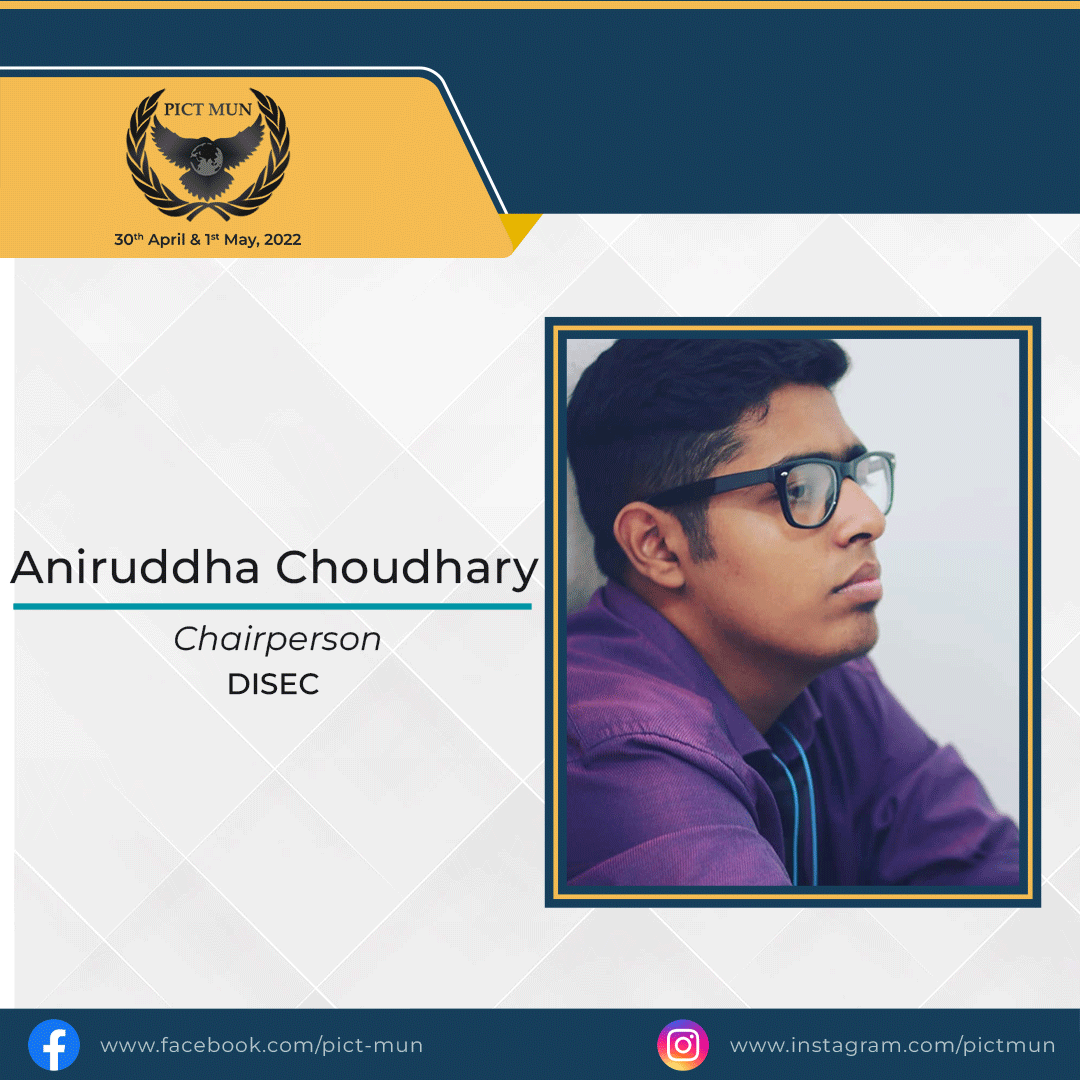 PICT MUN
30th April & 1st May, 2022
Aniruddha Choudhary
Chairperson
DISEC
www.facebook.com/pict-mun
www.instagram.com/pictmun